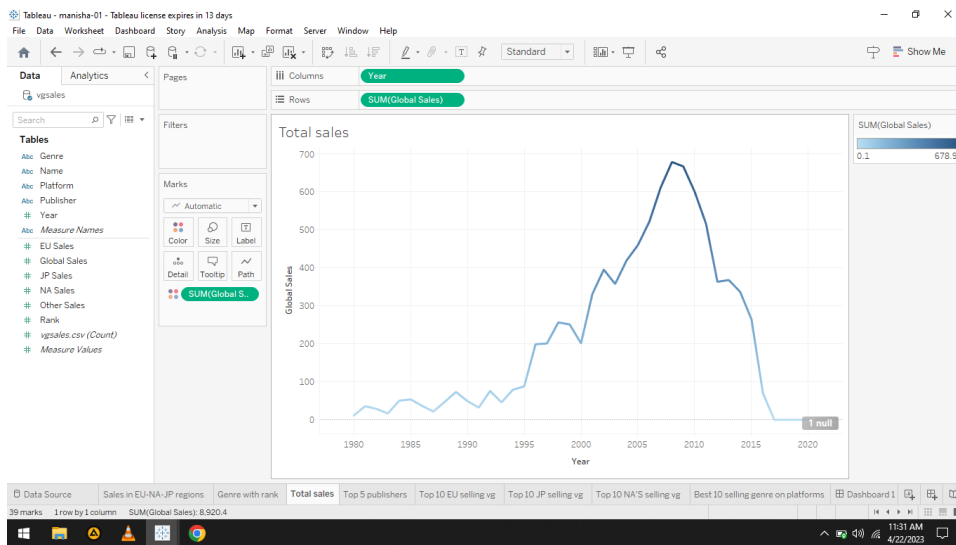 Tableau - manisha-01 - Tableau license expires in 13 days
File Data Worksheet Dashboard Story Analysis Map Format Server Window Help
Standard
Show Me
Data Analytics
Pages
Columns Year
vgsales
Rows SUM(Global Sales)
Search
Filters
Tables
Abc Genre
Abc Name
Abc Platform
Abc Publisher
# Year
Abc Measure Names
# EU Sales
# Global Sales
# JP Sales
# NA Sales
# Other Sales
# Rank
# vgsales.csv (Count)
# Measure Values
Marks
Automatic
Color Size Label
Detail Tooltip Path
SUM(Global S..
Total sales
700
600
500
400
300
200
100
0
Global Sales
1 null
1980 1985 1990 1995 2000 2005 2010 2015 2020
Year
SUM(Global Sales)
0.1 678.9
Data Source Sales in EU-NA-JP regions Genre with rank Total sales Top 5 publishers Top 10 EU selling vg Top 10 JP selling vg Top 10 NA'S selling vg Best 10 selling genre on platforms Dashboard 1
39 marks 1 row by 1 column SUM(Global Sales): 8,920.4
11:31 AM
4/22/2023